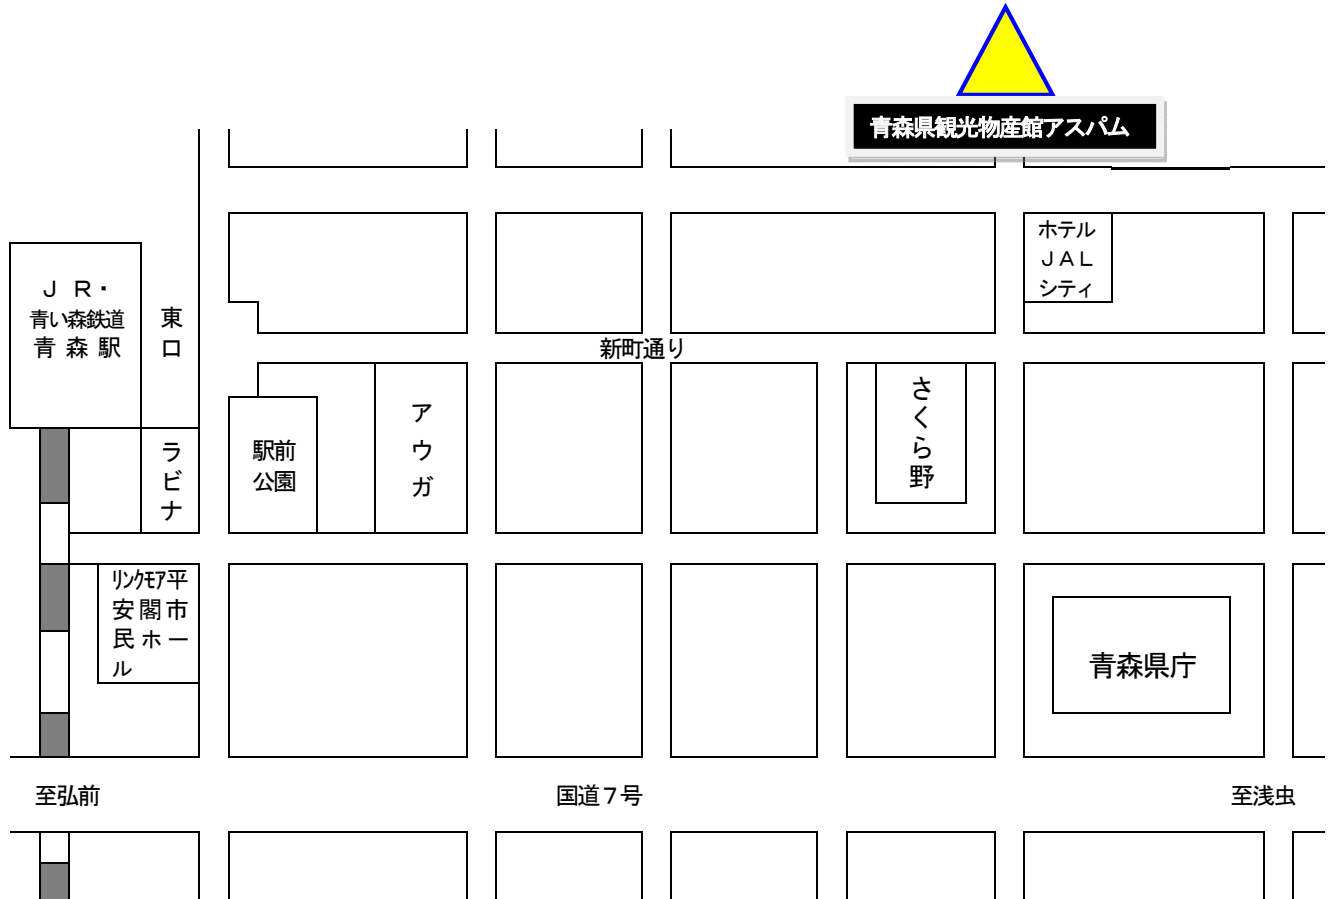 青森県観光物産館アスパム
ホテル
ＪＡＬ
シティ
Ｊ Ｒ・
青い森鉄道
青 森 駅
東口
新町通り
ラビナ
駅前
公園
アウガ
さくら野
ﾘﾝｸﾓｱ平
安閣市
民ホー
ル
青森県庁
至弘前
国道７号
至浅虫